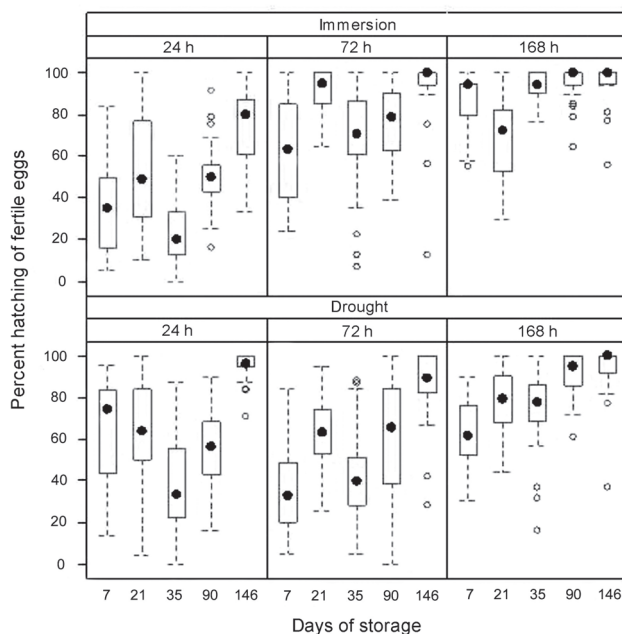 Immersion
24 h 72 h 168 h
100
80
60
40
20
0
Drought
24 h 72 h 168 h
100
80
60
40
20
0
Percent hatching of fertile eggs
7 21 35 90 146 7 21 35 90 146 7 21 35 90 146
Days of storage